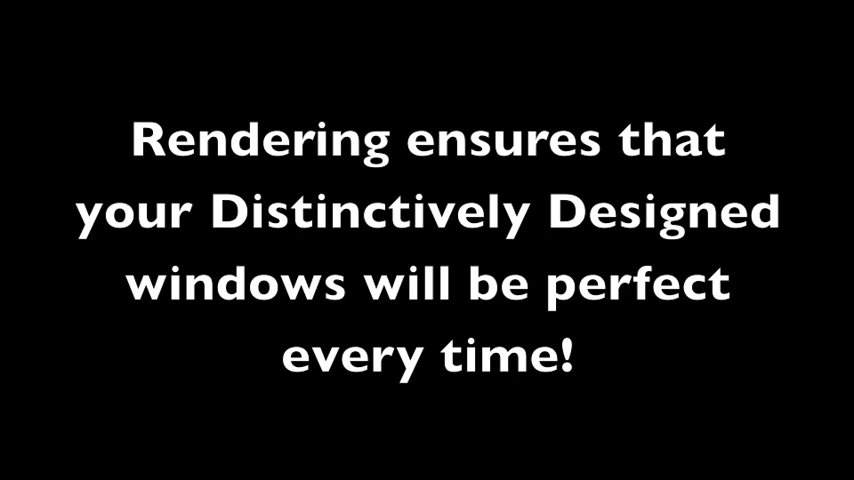 Rendering ensures that
your Distinctively Designed
windows will be perfect
every time!